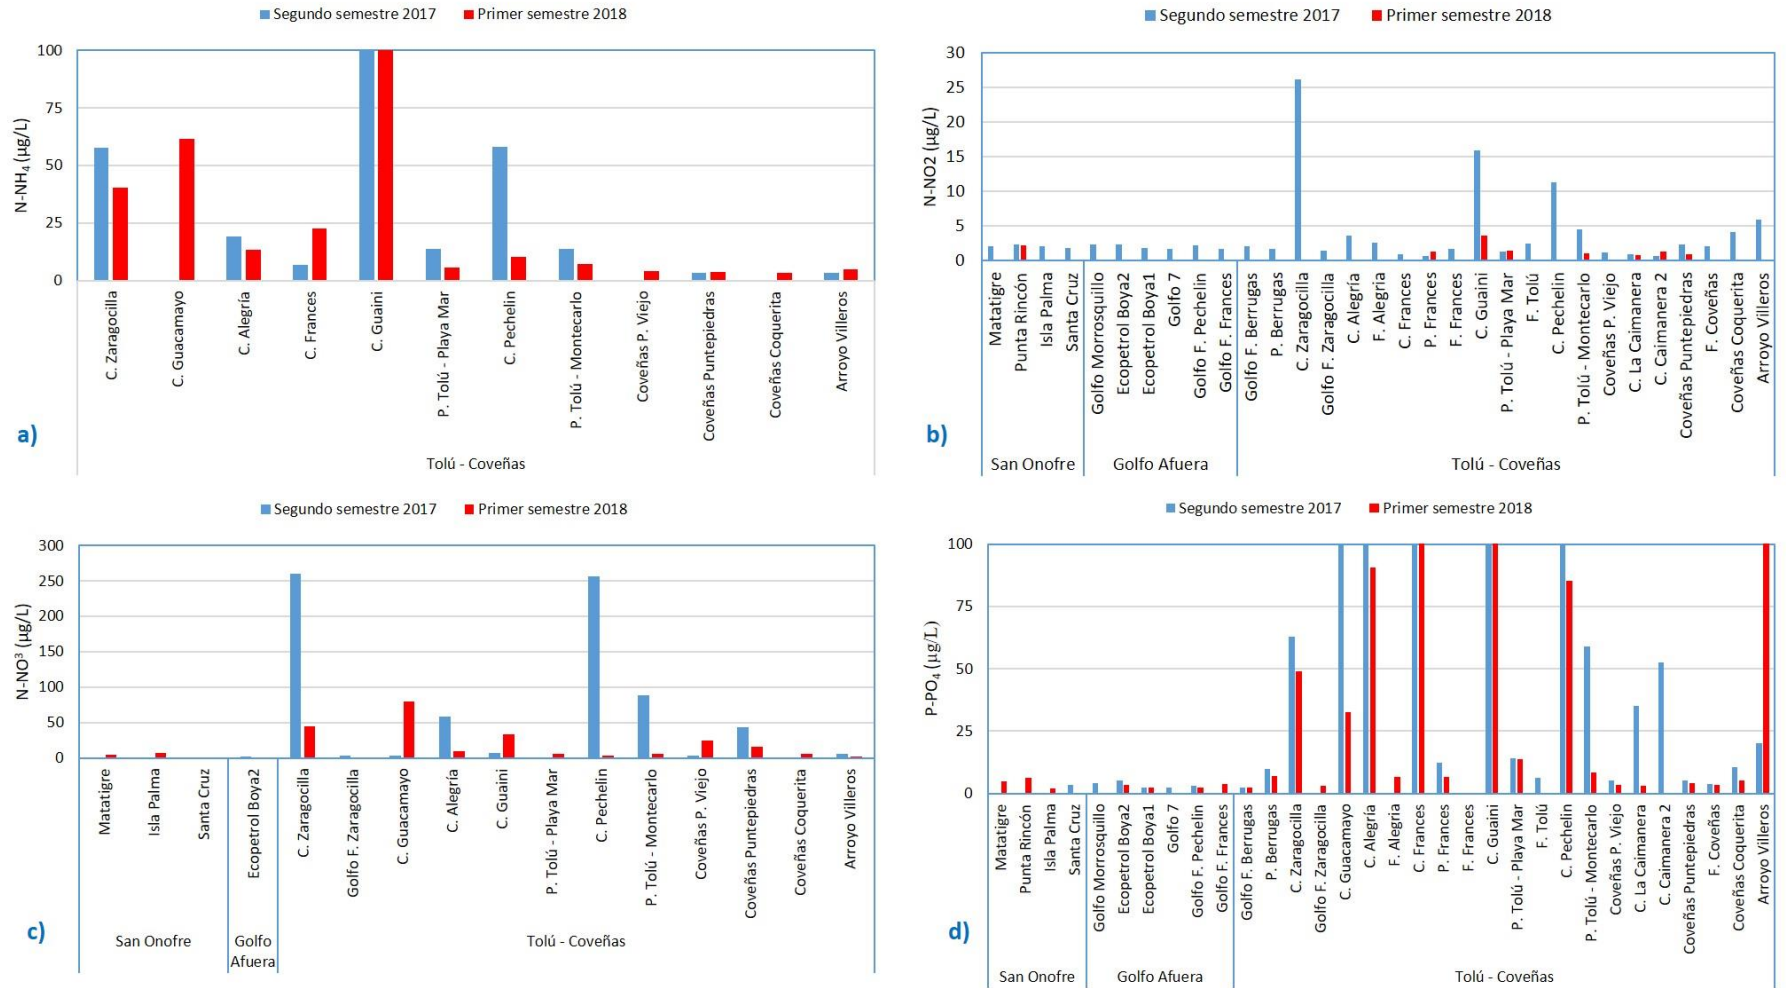 Segundo semestre 2017 Primer semestre 2018
100
75
50
25
0
N-NH4 (µg/L)
C. Zaragocilla
C. Guacamayo
C. Alegría
C. Frances
C. Guaini
P. Tolú - Playa Mar
C. Pechelin
P. Tolú - Montecarlo
Coveñas P. Viejo
Coveñas Puntepiedras
Coveñas Coquerita
Arroyo Villeros
Tolú - Coveñas
a)
Segundo semestre 2017 Primer semestre 2018
30
25
20
15
10
5
0
N-NO2 (µg/L)
Matatigre
Punta Rincón
Isla Palma
Santa Cruz
Golfo Morrosquillo
Ecopetrol Boya2
Ecopetrol Boya1
Golfo 7
Golfo F. Pechelin
Golfo F. Frances
Golfo F. Berrugas
P. Berrugas
C. Zaragocilla
Golfo F. Zaragocilla
C. Alegría
F. Alegria
C. Frances
P. Frances
F. Frances
C. Guaini
P. Tolú - Playa Mar
F. Tolú
C. Pechelin
P. Tolú - Montecarlo
Coveñas P. Viejo
C. La Caimanera
C. Caimanera 2
Coveñas Puntepiedras
F. Coveñas
Coveñas Coquerita
Arroyo Villeros
San Onofre
Golfo Afuera
Tolú - Coveñas
b)
Segundo semestre 2017 Primer semestre 2018
300
250
200
150
100
50
0
N-NO³ (µg/L)
Matatigre
Isla Palma
Santa Cruz
Ecopetrol Boya2
C. Zaragocilla
Golfo F. Zaragocilla
C. Guacamayo
C. Alegría
C. Guaini
P. Tolú - Playa Mar
C. Pechelin
P. Tolú - Montecarlo
Coveñas P. Viejo
Coveñas Puntepiedras
Coveñas Coquerita
Arroyo Villeros
San Onofre
Golfo
Afuera
Tolú - Coveñas
c)
Segundo semestre 2017 Primer semestre 2018
100
75
50
25
0
P-PO4 (µg/L)
Matatigre
Punta Rincón
Isla Palma
Santa Cruz
Golfo Morrosquillo
Ecopetrol Boya2
Ecopetrol Boya1
Golfo 7
Golfo F. Pechelin
Golfo F. Frances
Golfo F. Berrugas
P. Berrugas
C. Zaragocilla
Golfo F. Zaragocilla
C. Guacamayo
C. Alegría
F. Alegria
C. Frances
P. Frances
F. Frances
C. Guaini
P. Tolú - Playa Mar
F. Tolú
C. Pechelin
P. Tolú - Montecarlo
Coveñas P. Viejo
C. La Caimanera
C. Caimanera 2
Coveñas Puntepiedras
F. Coveñas
Coveñas Coquerita
Arroyo Villeros
San Onofre
Golfo Afuera
Tolú - Coveñas
d)